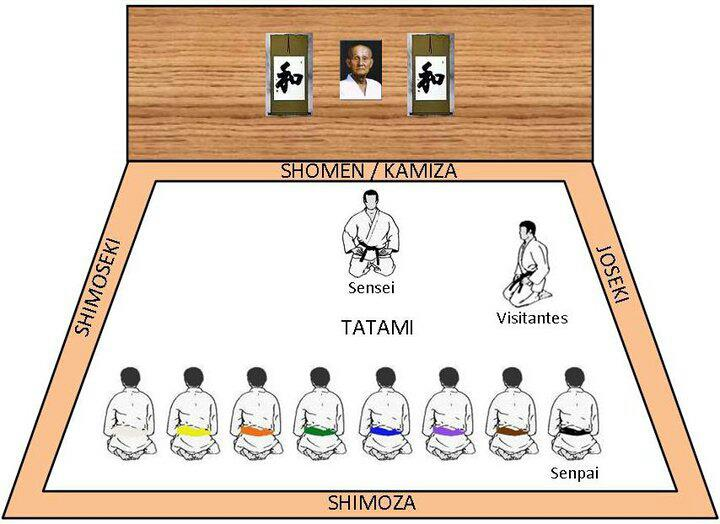 和
和
SHOMEN / KAMIZA
SHIMOSEKI
JOSEKI
Sensei
Visitantes
TATAMI
Senpai
SHIMOZA